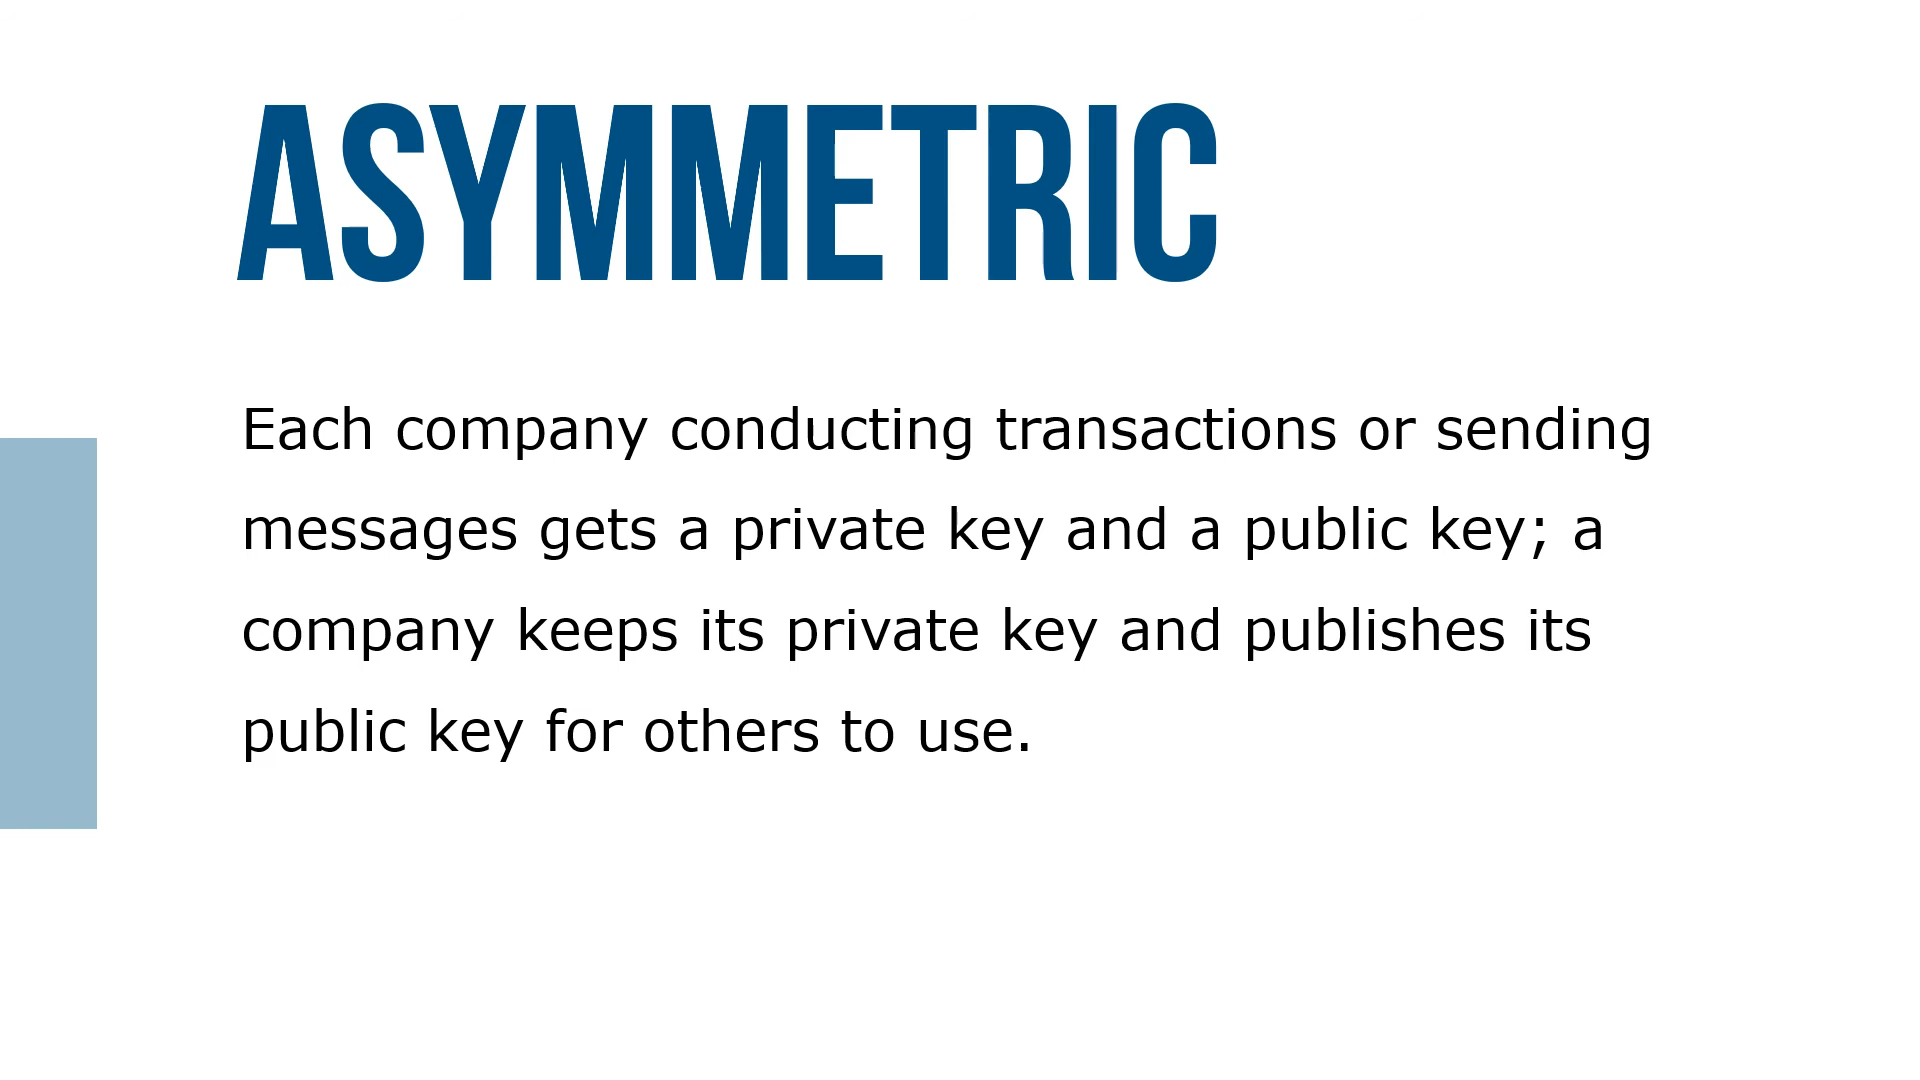 ASYMMETRIC
Each company conducting transactions or sending
messages gets a private key and a public key; a
company keeps its private key and publishes its
public key for others to use.